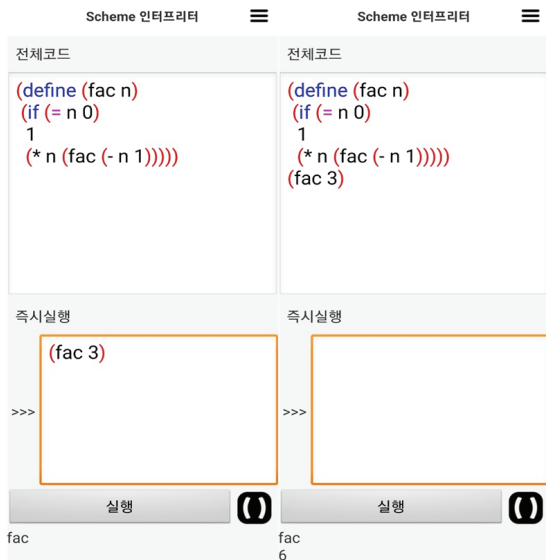 Scheme 인터프리터
전체코드
(define (fac n)
(if (= n 0)
1
(* n (fac (- n 1)))))
즉시실행
>>>
(fac 3)
실행
( )
fac
Scheme 인터프리터
전체코드
(define (fac n)
(if (= n 0)
1
(* n (fac (- n 1)))))
(fac 3)
즉시실행
>>>
실행
( )
fac
6